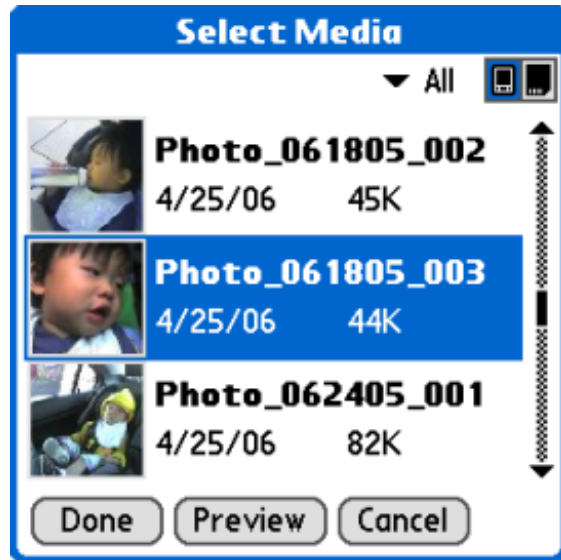 Select Media
All
Photo_061805_002
4/25/06 45K
Photo_061805_003
4/25/06 44K
Photo_062405_001
4/25/06 82K
Done Preview Cancel